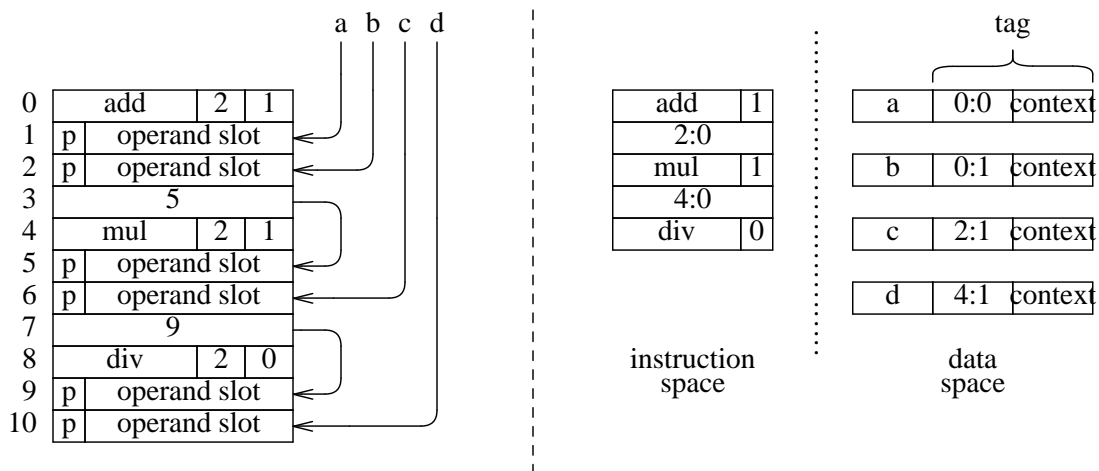 a b c d
tag
0 add 2 1
1 p operand slot
2 p operand slot
3 5
4 mul 2 1
5 p operand slot
6 p operand slot
7 9
8 div 2 0
9 p operand slot
10 p operand slot
add 1
2:0
mul 1
4:0
div 0
instruction
space
a 0:0 context
b 0:1 context
c 2:1 context
d 4:1 context
data
space